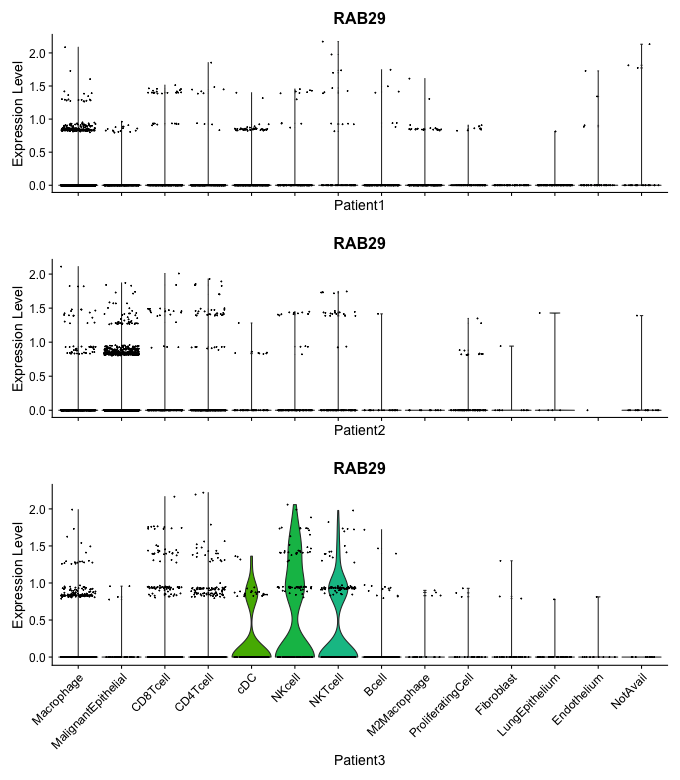 RAB29
Expression Level
2.0
1.5
1.0
0.5
0.0
Patient1
RAB29
Expression Level
2.0
1.5
1.0
0.5
0.0
Patient2
RAB29
Expression Level
2.0
1.5
1.0
0.5
0.0
Macrophage
MalignantEpithelial
CD8Tcell
CD4Tcell
cDC
NKcell
NKTcell
Bcell
M2Macrophage
ProliferatingCell
Fibroblast
LungEpithelium
Endothelium
NotAvail
Patient3